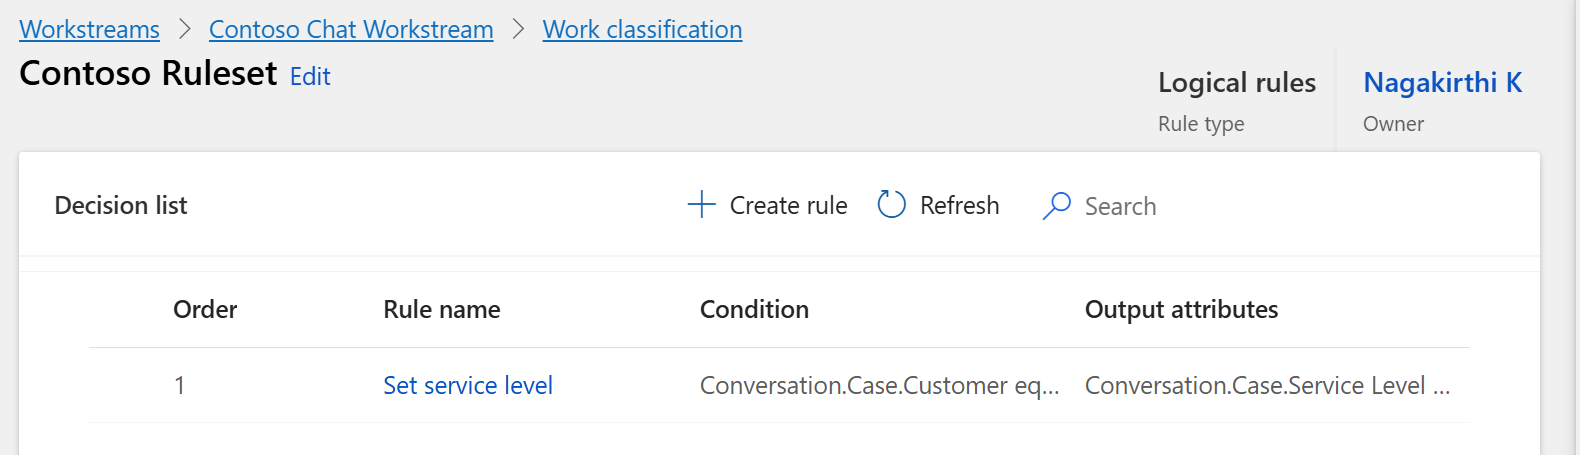 Workstreams > Contoso Chat Workstream > Work classification
Contoso Ruleset Edit
Logical rules Nagakirthi K
Rule type Owner
Decision list Create rule Refresh Search
Order Rule name Condition Output attributes
1 Set service level Conversation.Case.Customer eq... Conversation.Case.Service Level ...